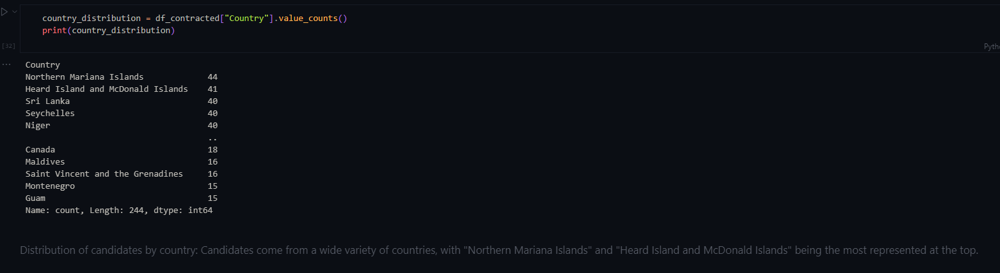 country_distribution = df_contracted["Country"].value_counts()
print(country_distribution)
[32]
Pytho
...
Country
Northern Mariana Islands             44
Heard Island and McDonald Islands    41
Sri Lanka                            40
Seychelles                           40
Niger                                40
                                     ..
Canada                               18
Maldives                             16
Saint Vincent and the Grenadines     16
Montenegro                           15
Guam                                 15
Name: count, Length: 244, dtype: int64
Distribution of candidates by country: Candidates come from a wide variety of countries, with "Northern Mariana Islands" and "Heard Island and McDonald Islands" being the most represented at the top.